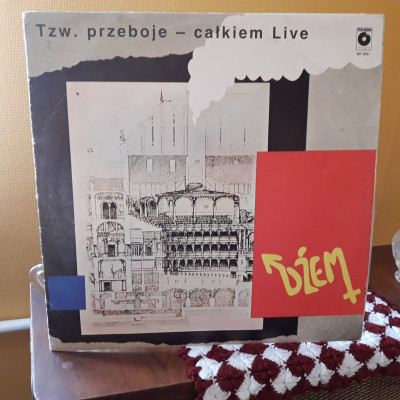 Tzw. przeboje – całkiem Live
DŻEM